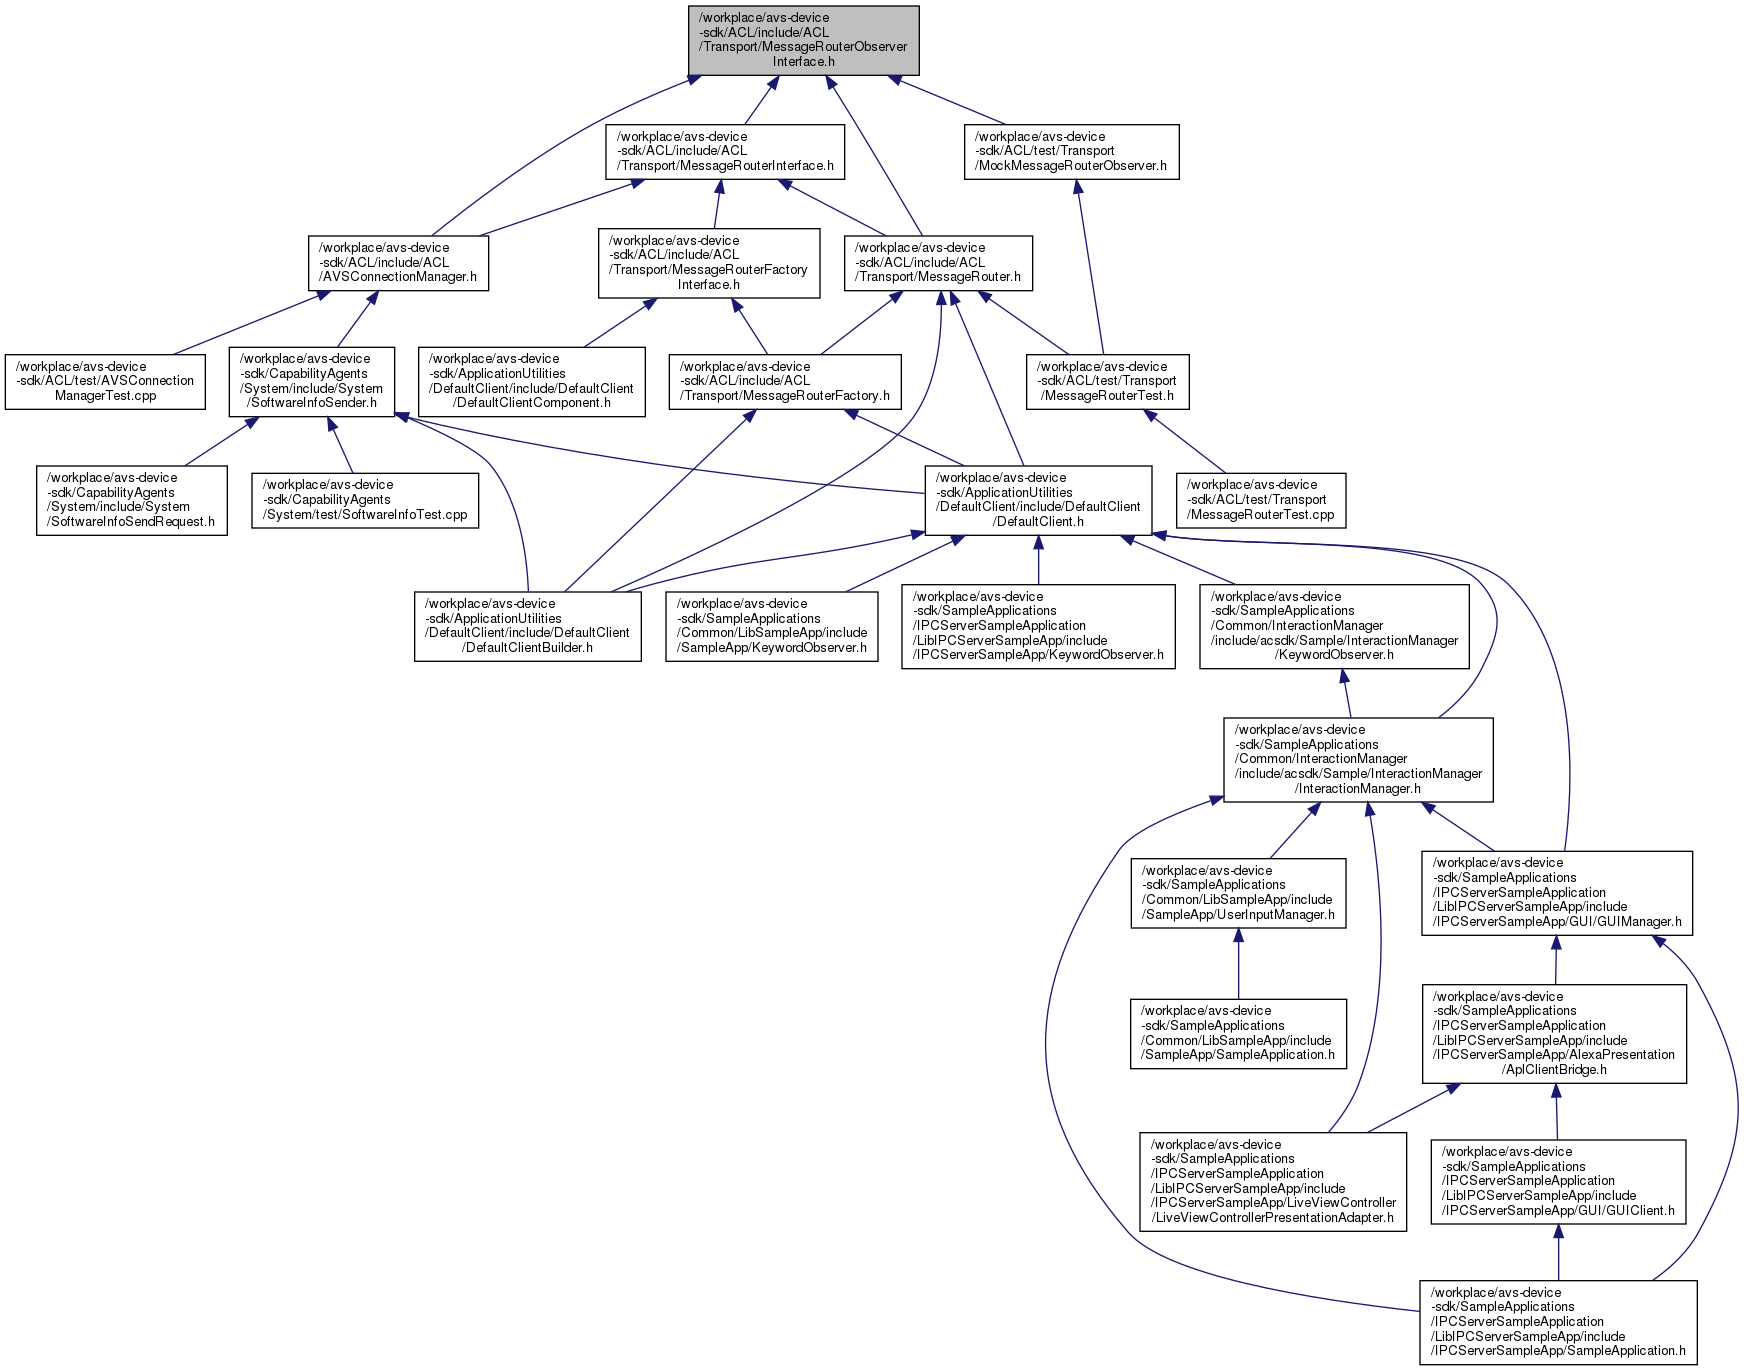 /workplace/avs-device
-sdk/ACL/include/ACL
/Transport/MessageRouterObserver
Interface.h
/workplace/avs-device
-sdk/ACL/include/ACL
/Transport/MessageRouterInterface.h
/workplace/avs-device
-sdk/ACL/test/Transport
/MockMessageRouterObserver.h
/workplace/avs-device
-sdk/ACL/include/ACL
/AVSConnectionManager.h
/workplace/avs-device
-sdk/ACL/include/ACL
/Transport/MessageRouterFactory
Interface.h
/workplace/avs-device
-sdk/ACL/include/ACL
/Transport/MessageRouter.h
/workplace/avs-device
-sdk/ACL/test/AVSConnection
ManagerTest.cpp
/workplace/avs-device
-sdk/CapabilityAgents
/System/include/System
/SoftwareInfoSender.h
/workplace/avs-device
-sdk/ApplicationUtilities
/DefaultClient/include/DefaultClient
/DefaultClientComponent.h
/workplace/avs-device
-sdk/ACL/include/ACL
/Transport/MessageRouterFactory.h
/workplace/avs-device
-sdk/ACL/test/Transport
/MessageRouterTest.h
/workplace/avs-device
-sdk/CapabilityAgents
/System/include/System
/SoftwareInfoSendRequest.h
/workplace/avs-device
-sdk/CapabilityAgents
/System/test/SoftwareInfoTest.cpp
/workplace/avs-device
-sdk/ApplicationUtilities
/DefaultClient/include/DefaultClient
/DefaultClient.h
/workplace/avs-device
-sdk/ACL/test/Transport
/MessageRouterTest.cpp
/workplace/avs-device
-sdk/ApplicationUtilities
/DefaultClient/include/DefaultClient
/DefaultClientBuilder.h
/workplace/avs-device
-sdk/SampleApplications
/Common/LibSampleApp/include
/SampleApp/KeywordObserver.h
/workplace/avs-device
-sdk/SampleApplications
/IPCServerSampleApplication
/LibIPCServerSampleApp/include
/IPCServerSampleApp/KeywordObserver.h
/workplace/avs-device
-sdk/SampleApplications
/Common/InteractionManager
/include/acsdk/Sample/InteractionManager
/KeywordObserver.h
/workplace/avs-device
-sdk/SampleApplications
/Common/InteractionManager
/include/acsdk/Sample/InteractionManager
/InteractionManager.h
/workplace/avs-device
-sdk/SampleApplications
/Common/LibSampleApp/include
/SampleApp/UserInputManager.h
/workplace/avs-device
-sdk/SampleApplications
/IPCServerSampleApplication
/LibIPCServerSampleApp/include
/IPCServerSampleApp/GUI/GUIManager.h
/workplace/avs-device
-sdk/SampleApplications
/Common/LibSampleApp/include
/SampleApp/SampleApplication.h
/workplace/avs-device
-sdk/SampleApplications
/IPCServerSampleApplication
/LibIPCServerSampleApp/include
/IPCServerSampleApp/AlexaPresentation
/AplClientBridge.h
/workplace/avs-device
-sdk/SampleApplications
/IPCServerSampleApplication
/LibIPCServerSampleApp/include
/IPCServerSampleApp/LiveViewController
/LiveViewControllerPresentationAdapter.h
/workplace/avs-device
-sdk/SampleApplications
/IPCServerSampleApplication
/LibIPCServerSampleApp/include
/IPCServerSampleApp/GUI/GUIClient.h
/workplace/avs-device
-sdk/SampleApplications
/IPCServerSampleApplication
/LibIPCServerSampleApp/include
/IPCServerSampleApp/SampleApplication.h